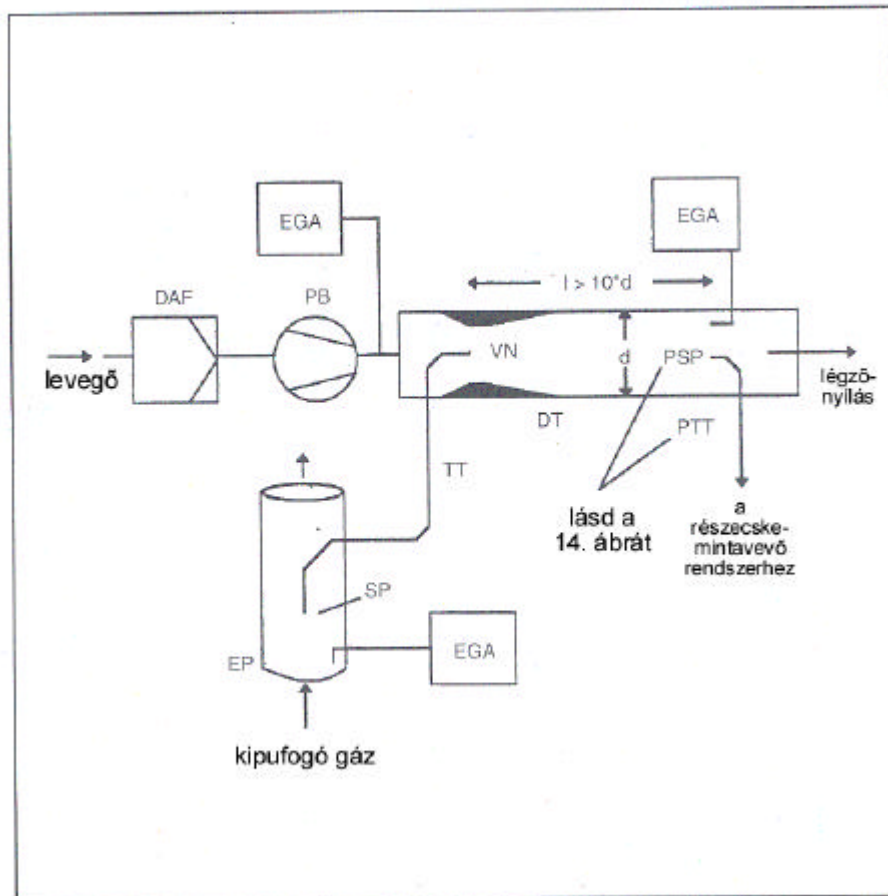 EGA
EGA
l > 10*d
DAF
PB
levegő
VN
d
PSP
légző-
nyílás
DT
PTT
TT
lásd a
14. ábrát
a
részecske-
mintavevő
rendszerhez
SP
EP
EGA
kipufogó gáz